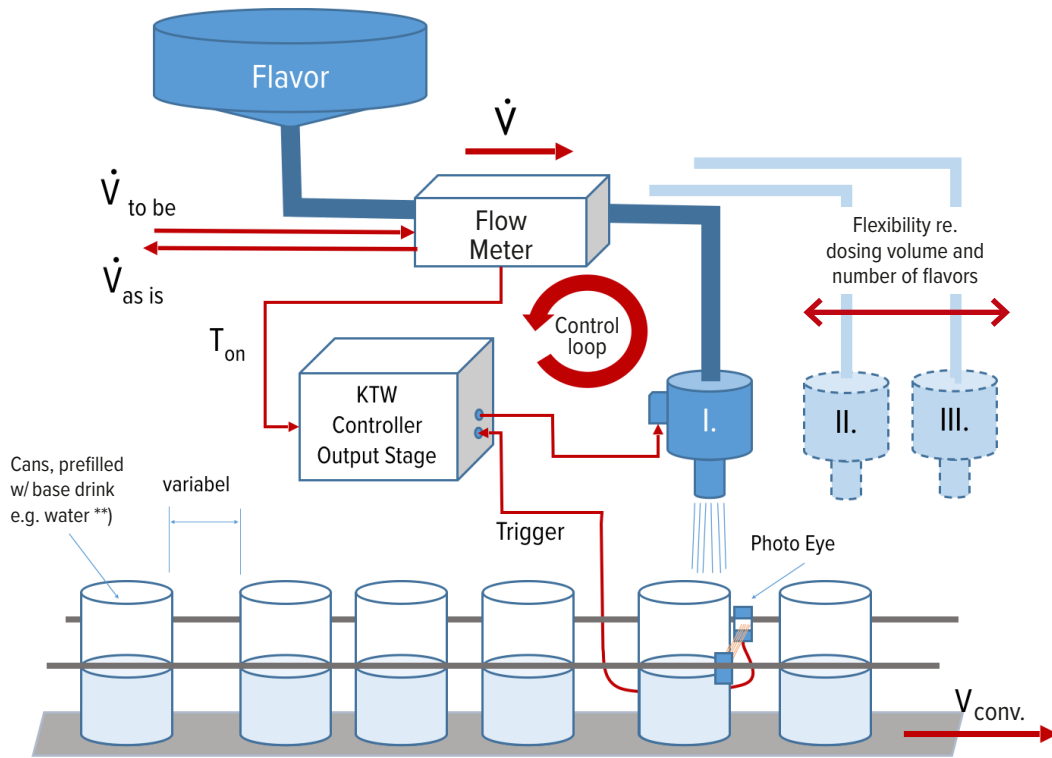 Flavor
V̇
V̇ to be
V̇ as is
Flow
Meter
Flexibility re.
dosing volume and
number of flavors
Control
loop
T on
KTW
Controller
Output Stage
I.
II.
III.
Cans, prefilled
w/ base drink
e.g. water **)
variabel
Trigger
Photo Eye
V conv.